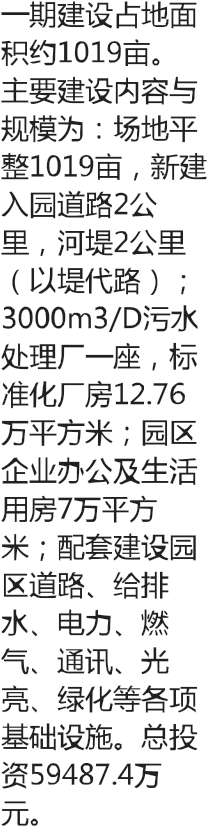 一期建设占地面
积约1019亩。
主要建设内容与
规模为：场地平
整1019亩，新建
入园道路2公
里，河堤2公里
（以堤代路）；
3000m3/D污水
处理厂一座，标
准化厂房12.76
万平方米；园区
企业办公及生活
用房7万平方
米；配套建设园
区道路、给排
水、电力、燃
气、通讯、光
亮、绿化等各项
基础设施。总投
资59487.4万
元。